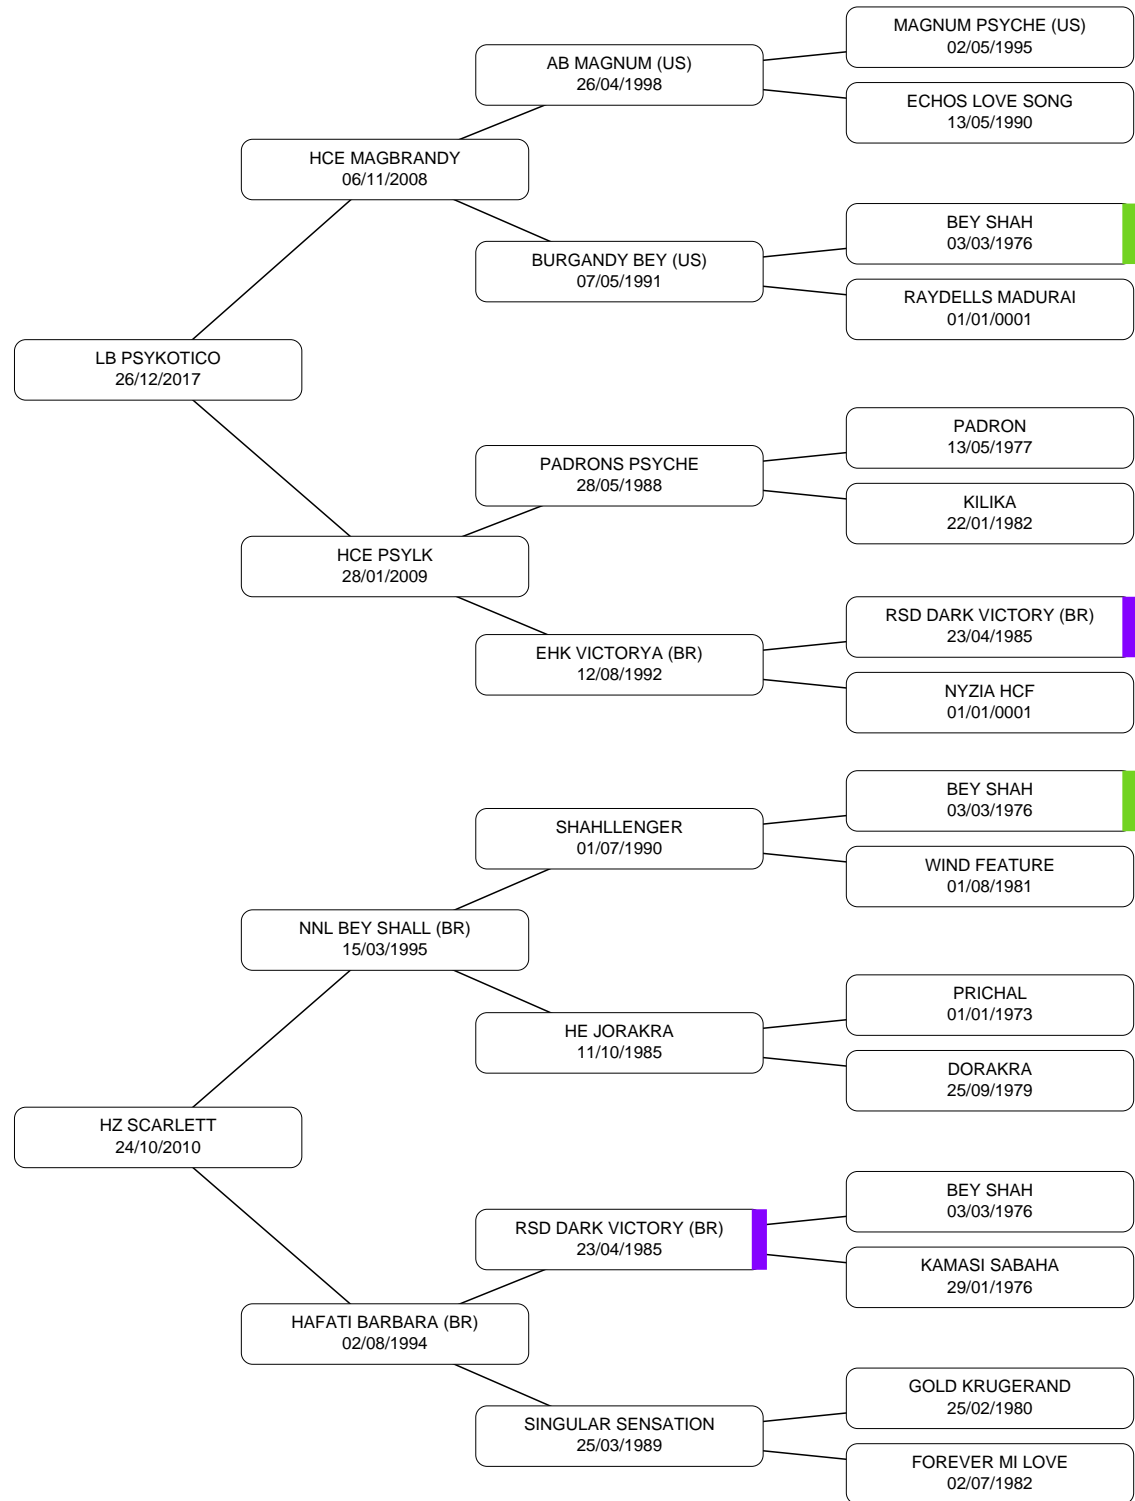 MAGNUM PSYCHE (US)
02/05/1995
AB MAGNUM (US)
26/04/1998
ECHOS LOVE SONG
13/05/1990
HCE MAGBRANDY
06/11/2008
BEY SHAH
03/03/1976
BURGANDY BEY (US)
07/05/1991
RAYDELLS MADURAI
01/01/0001
LB PSYKOTICO
26/12/2017
PADRON
13/05/1977
PADRONS PSYCHE
28/05/1988
KILIKA
22/01/1982
HCE PSYLK
28/01/2009
RSD DARK VICTORY (BR)
23/04/1985
EHK VICTORYA (BR)
12/08/1992
NYZIA HCF
01/01/0001
BEY SHAH
03/03/1976
SHAHLLENGER
01/07/1990
WIND FEATURE
01/08/1981
NNL BEY SHALL (BR)
15/03/1995
PRICHAL
01/01/1973
HE JORAKRA
11/10/1985
DORAKRA
25/09/1979
HZ SCARLETT
24/10/2010
BEY SHAH
03/03/1976
RSD DARK VICTORY (BR)
23/04/1985
KAMASI SABAHA
29/01/1976
HAFATI BARBARA (BR)
02/08/1994
GOLD KRUGERAND
25/02/1980
SINGULAR SENSATION
25/03/1989
FOREVER MI LOVE
02/07/1982